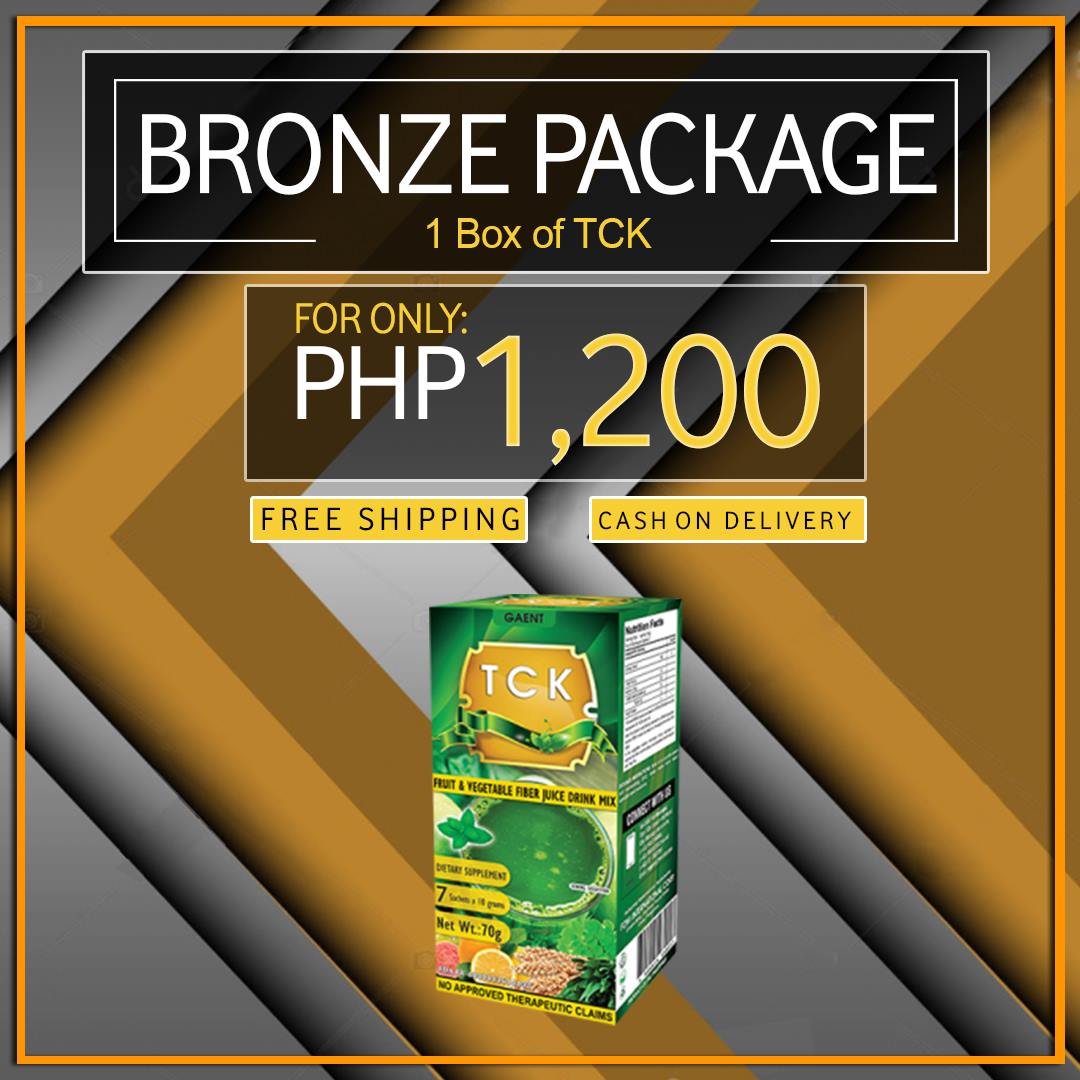 BRONZE PACKAGE
1 Box of TCK
FOR ONLY:
PHP 1,200
FREE SHIPPING
CASH ON DELIVERY
GAENT
TCK
FRUIT & VEGETABLE FIBER JUICE DRINK MIX
DIETARY SUPPLEMENT
7 Sachets x 10 grams
Net Wt.:70g
NO APPROVED THERAPEUTIC CLAIMS
Nutrition Facts
CONNECT WITH US